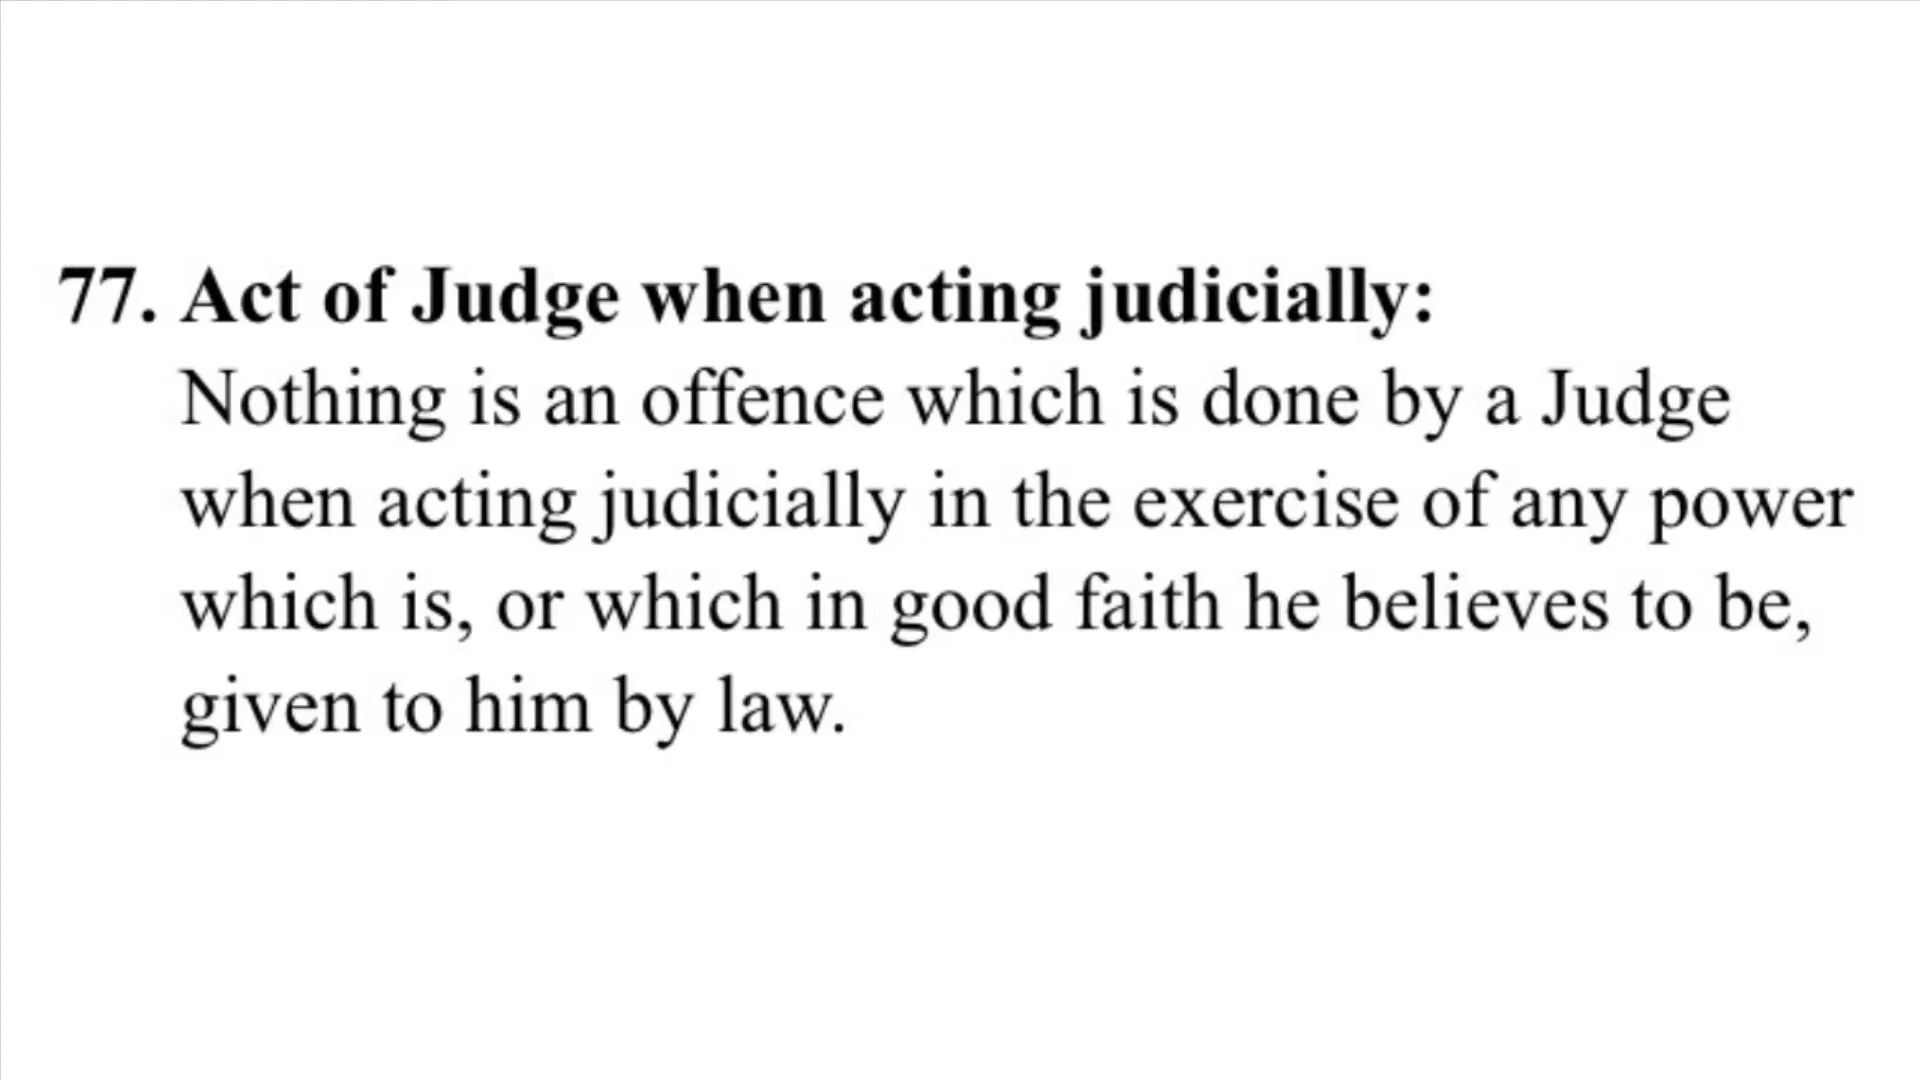 77. Act of Judge when acting judicially:
Nothing is an offence which is done by a Judge
when acting judicially in the exercise of any power
which is, or which in good faith he believes to be,
given to him by law.